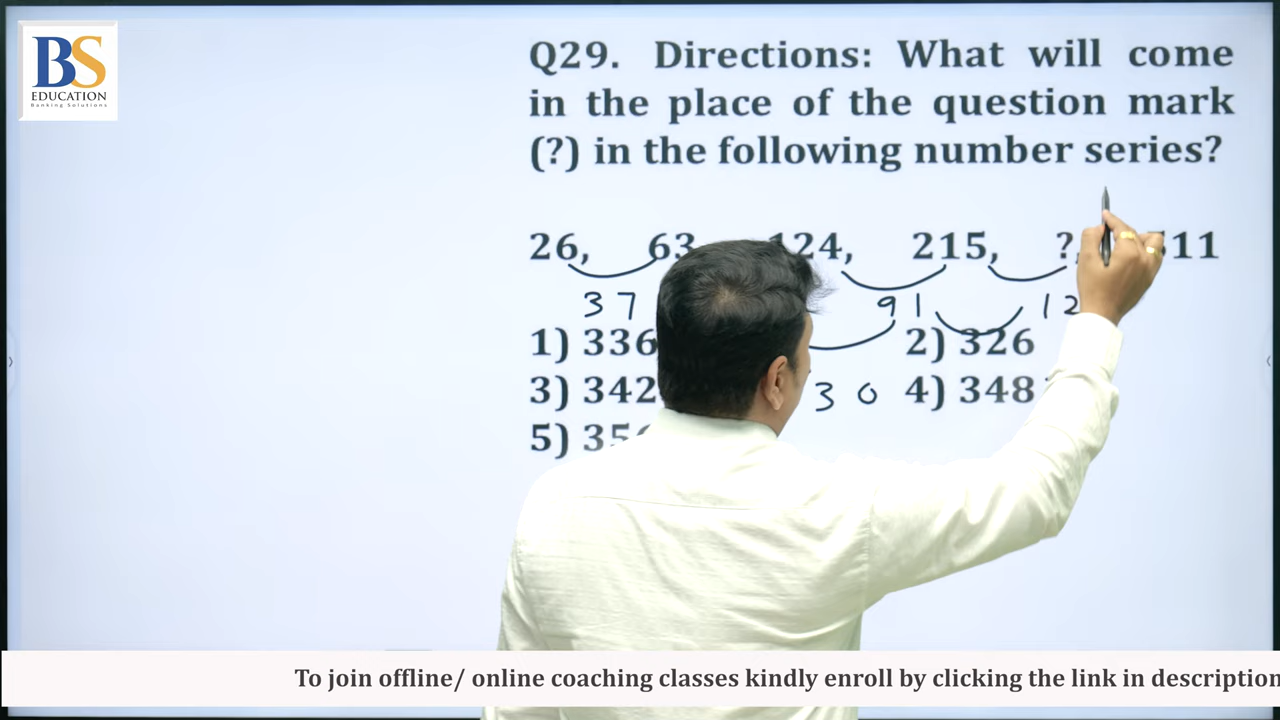 BS
EDUCATION
Banking Solutions
Q29. Directions: What will come
in the place of the question mark
(?) in the following number series?
26, 63 124, 215, ?, 11
37 91 12
1) 336 2) 326
3) 342 30 4) 348
5) 35
To join offline/ online coaching classes kindly enroll by clicking the link in description